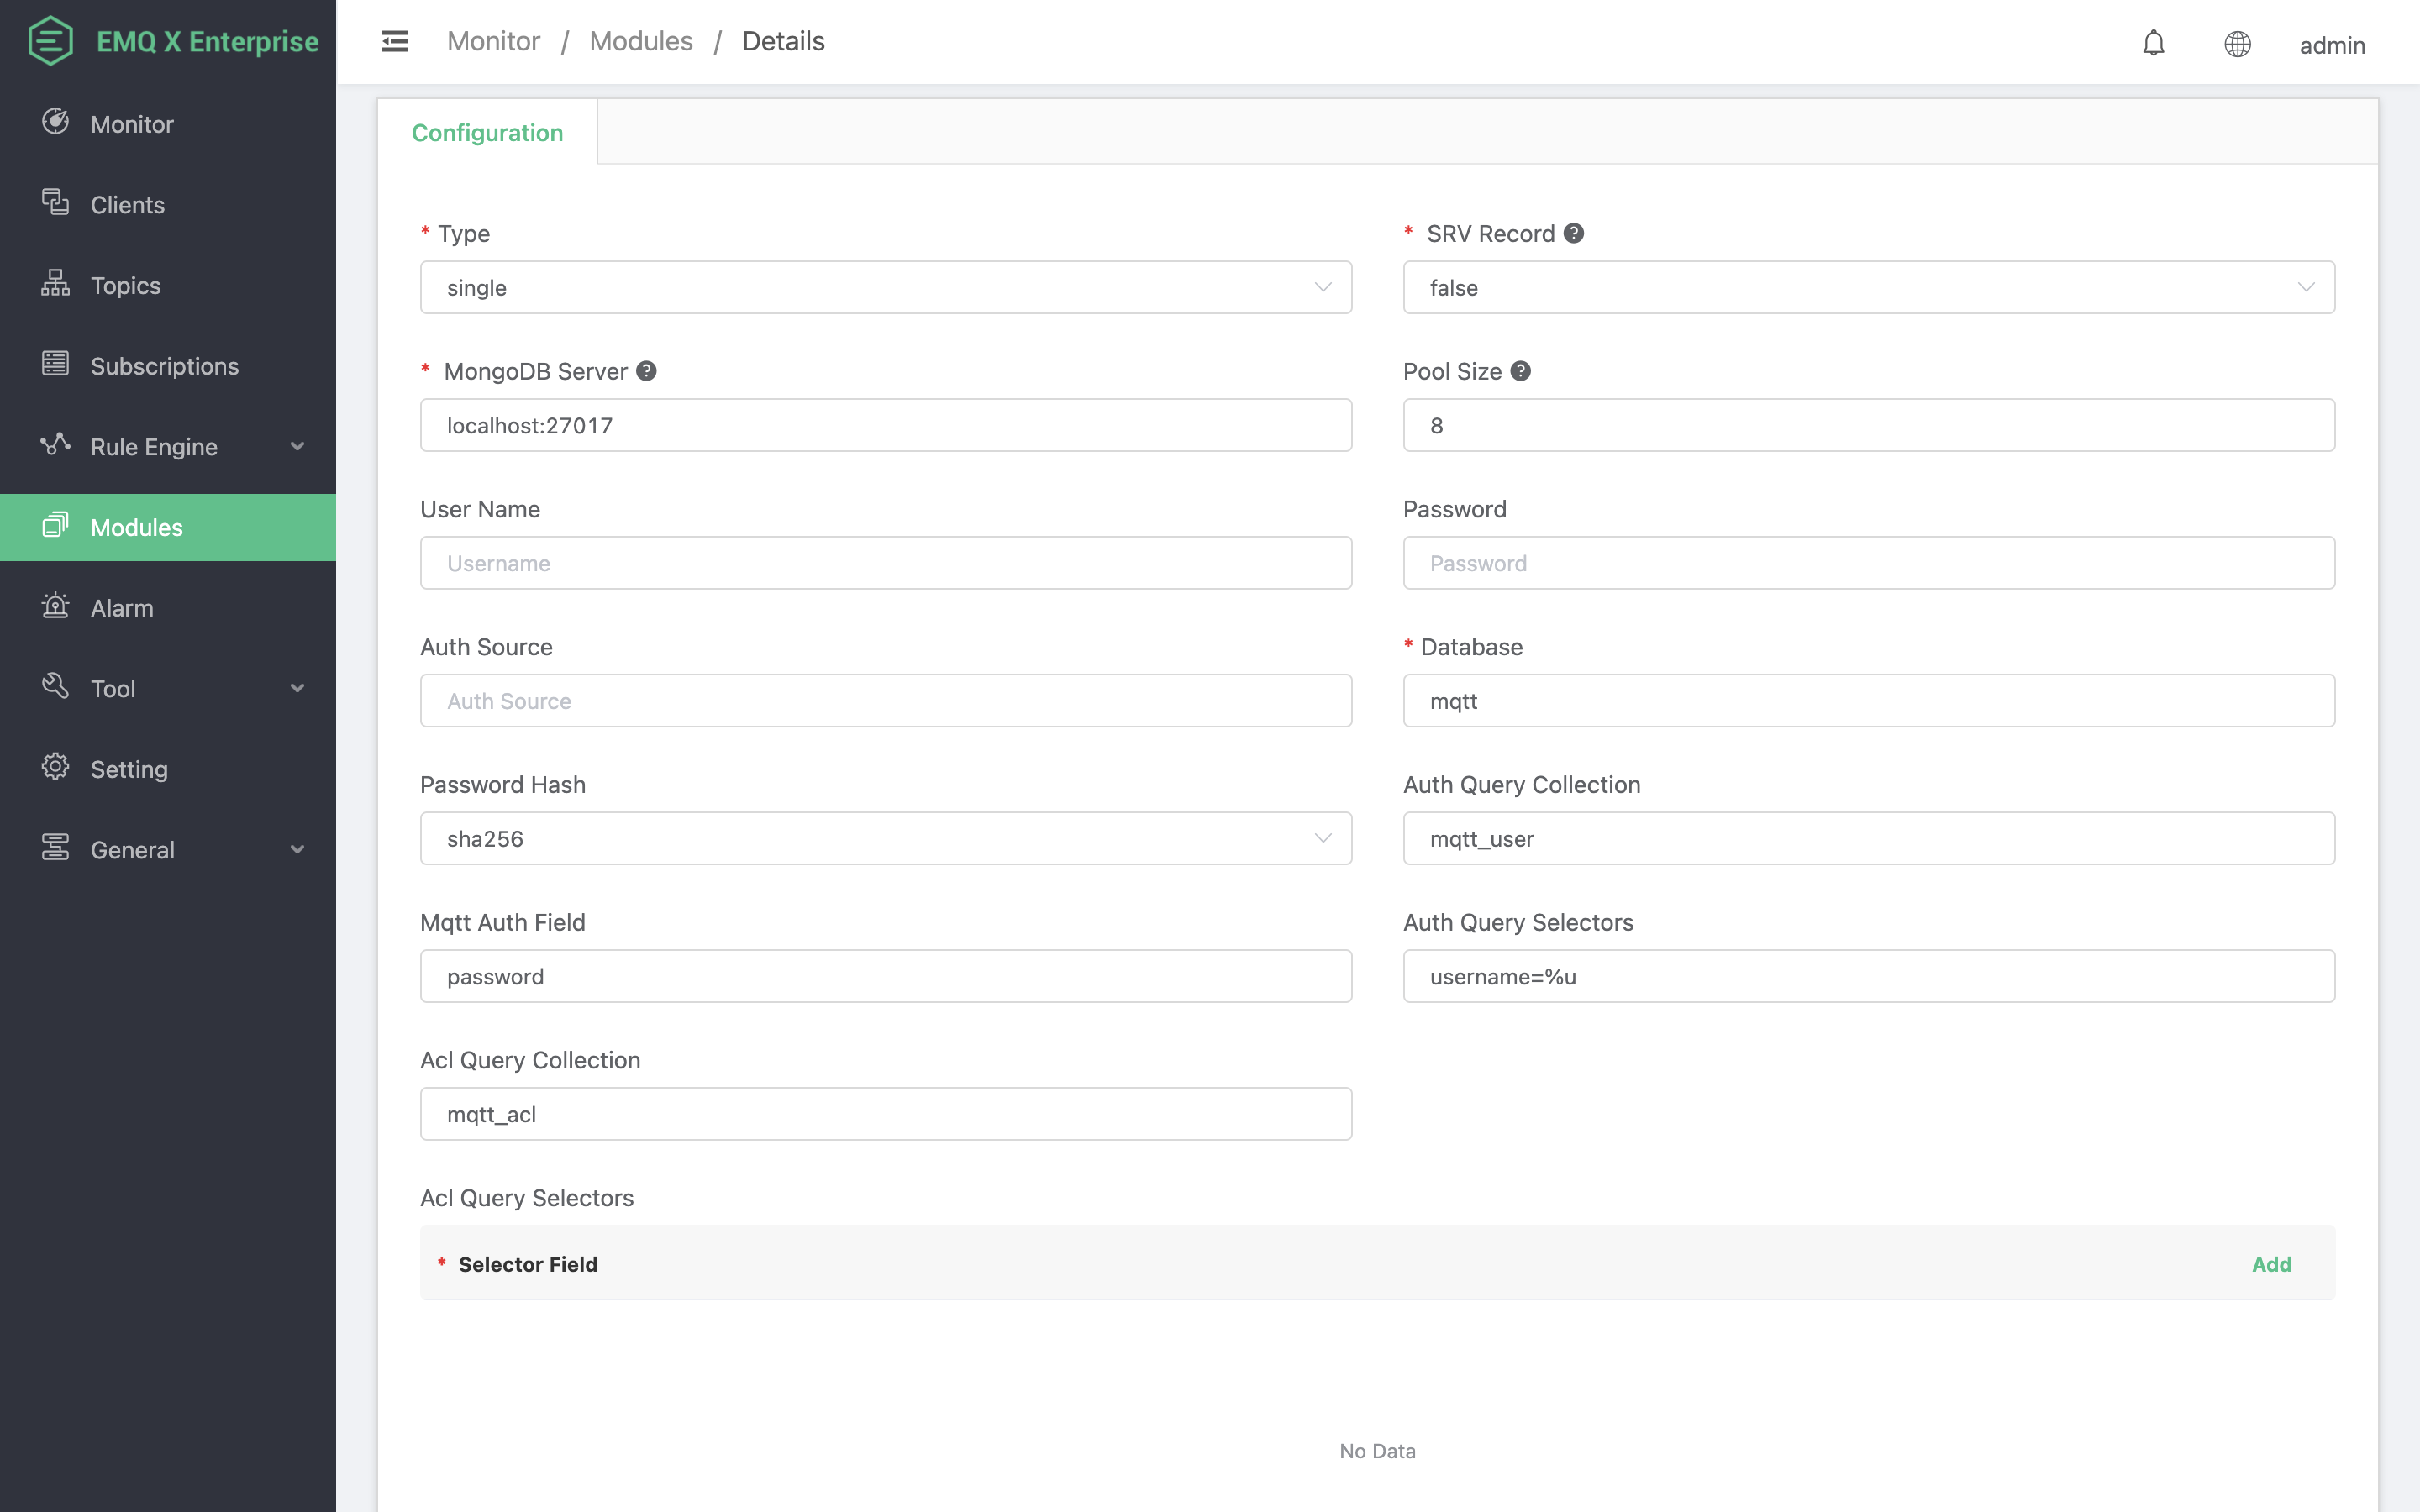 EMQ X Enterprise
Monitor
Clients
Topics
Subscriptions
Rule Engine
Modules
Alarm
Tool
Setting
General
Monitor / Modules / Details
admin
Configuration
* Type
single
* SRV Record ?
false
* MongoDB Server ?
localhost:27017
Pool Size ?
8
User Name
Username
Password
Password
Auth Source
Auth Source
* Database
mqtt
Password Hash
sha256
Auth Query Collection
mqtt_user
Mqtt Auth Field
password
Auth Query Selectors
username=%u
Acl Query Collection
mqtt_acl
Acl Query Selectors
* Selector Field
Add
No Data